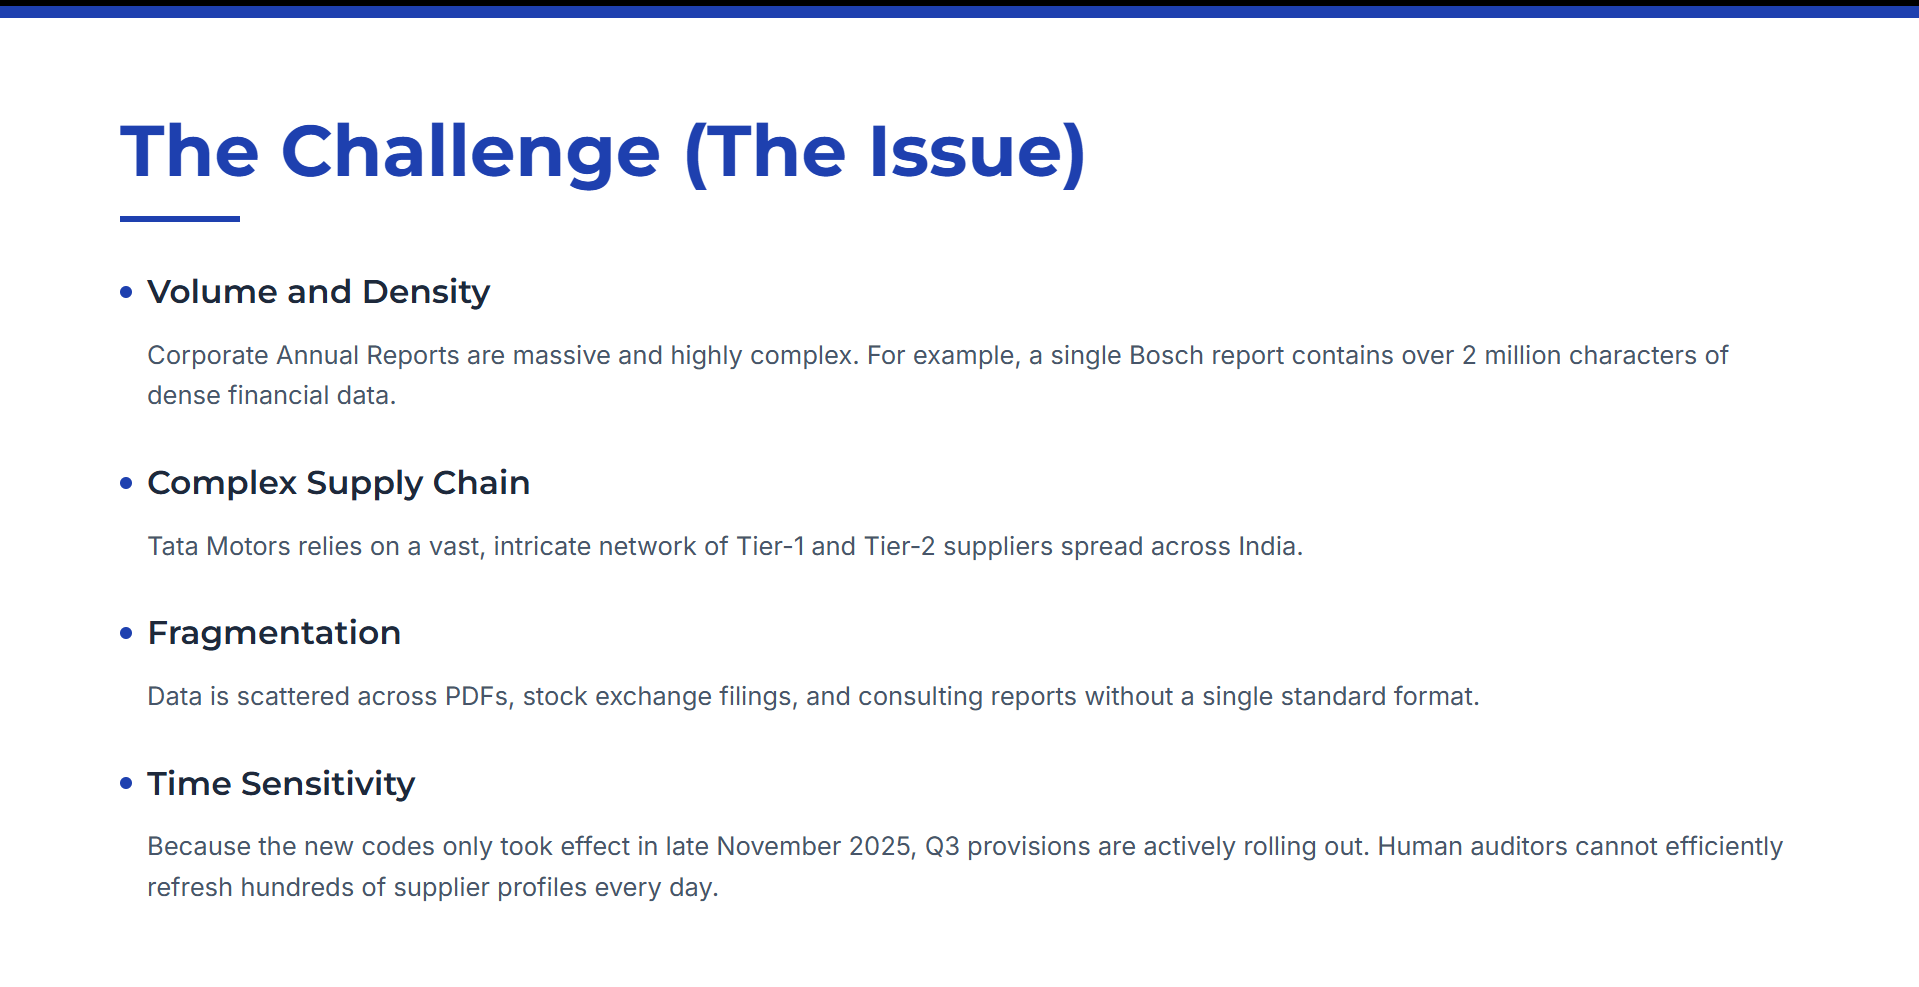 The Challenge (The Issue)
• Volume and Density
Corporate Annual Reports are massive and highly complex. For example, a single Bosch report contains over 2 million characters of
dense financial data.
• Complex Supply Chain
Tata Motors relies on a vast, intricate network of Tier-1 and Tier-2 suppliers spread across India.
• Fragmentation
Data is scattered across PDFs, stock exchange filings, and consulting reports without a single standard format.
• Time Sensitivity
Because the new codes only took effect in late November 2025, Q3 provisions are actively rolling out. Human auditors cannot efficiently
refresh hundreds of supplier profiles every day.